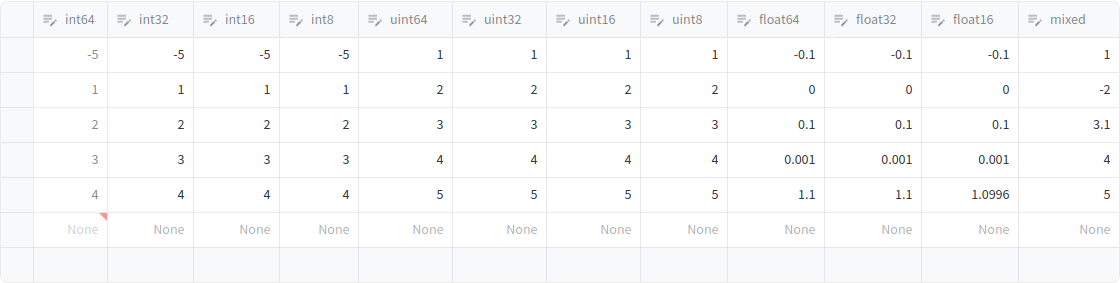 int64 int32 int16 int8 uint64 uint32 uint16 uint8 float64 float32 float16 mixed
-5 -5 -5 -5 1 1 1 1 -0.1 -0.1 -0.1 1
1 1 1 1 2 2 2 2 0 0 0 -2
2 2 2 2 3 3 3 3 0.1 0.1 0.1 3.1
3 3 3 3 4 4 4 4 0.001 0.001 0.001 4
4 4 4 4 5 5 5 5 1.1 1.1 1.0996 5
None None None None None None None None None None None None